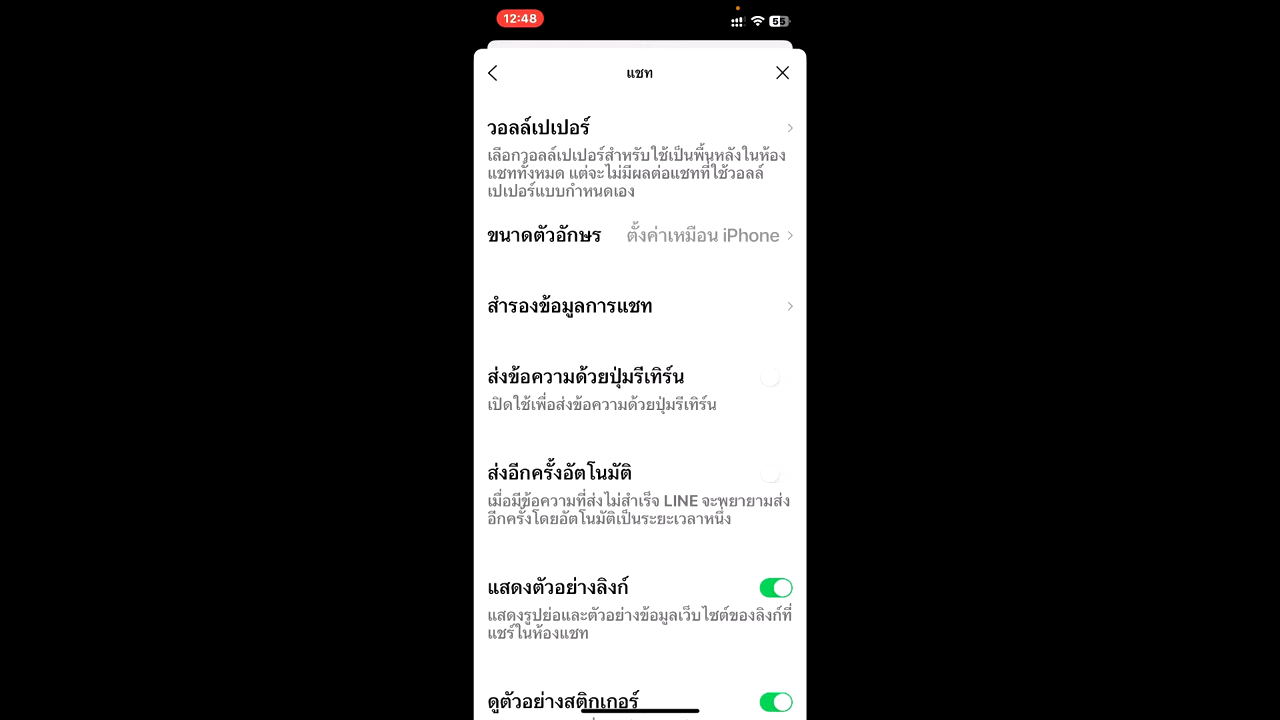 12:48
55
แชท
วอลล์เปเปอร์
เลือกวอลล์เปเปอร์สำหรับใช้เป็นพื้นหลังในห้อง
แชททั้งหมด แต่จะไม่มีผลต่อแชทที่ใช้วอลล์
เปเปอร์แบบกำหนดเอง
ขนาดตัวอักษร ตั้งค่าเหมือน iPhone
สำรองข้อมูลการแชท
ส่งข้อความด้วยปุ่มรีเทิร์น
เปิดใช้เพื่อส่งข้อความด้วยปุ่มรีเทิร์น
ส่งอีกครั้งอัตโนมัติ
เมื่อมีข้อความที่ส่งไม่สำเร็จ LINE จะพยายามส่ง
อีกครั้งโดยอัตโนมัติเป็นระยะเวลาหนึ่ง
แสดงตัวอย่างลิงก์
แสดงรูปย่อและตัวอย่างข้อมูลเว็บไซต์ของลิงก์ที่
แชร์ในห้องแชท
ดูตัวอย่างสติกเกอร์